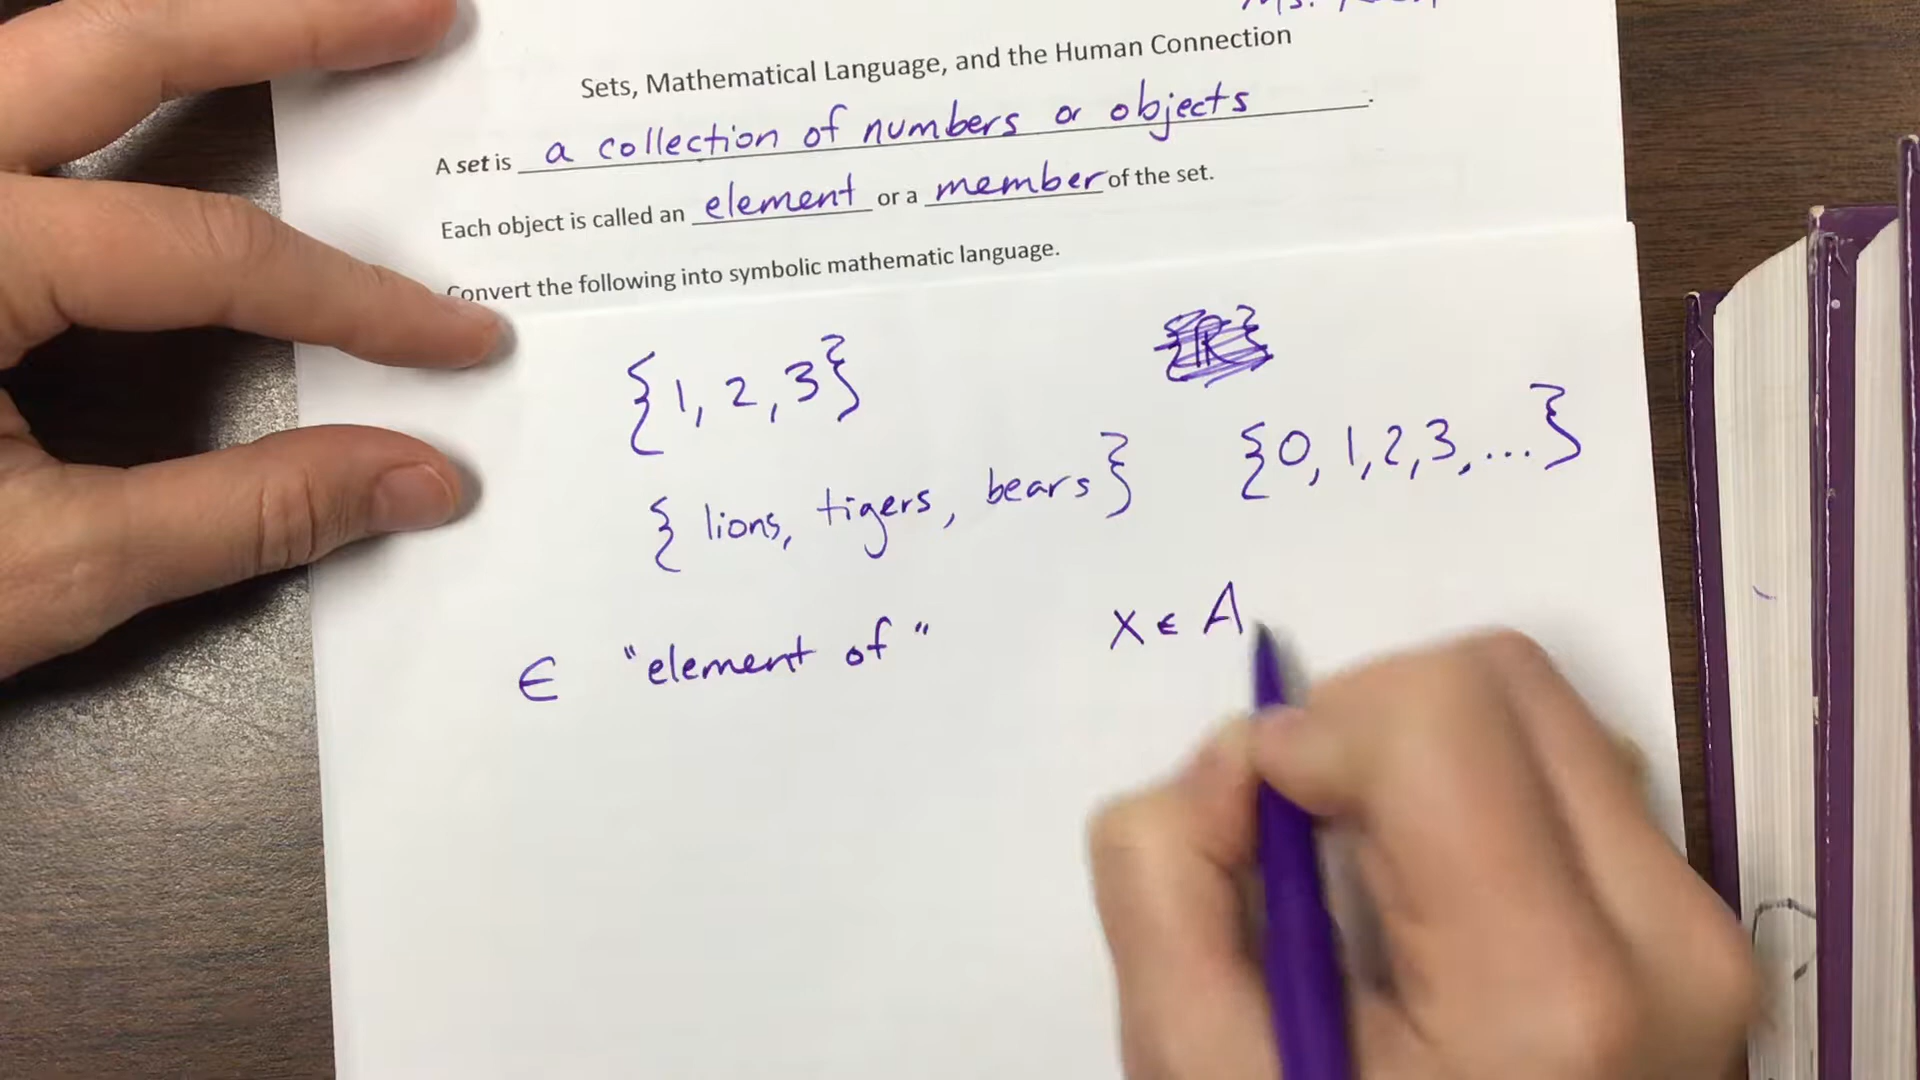 Ms.
Sets, Mathematical Language, and the Human Connection
A set is a collection of numbers or objects.
Each object is called an element or a member of the set.
Convert the following into symbolic mathematic language.
{1, 2, 3}
{0, 1, 2, 3, ...}
{lions, tigers, bears}
∈ "element of" x ∈ A